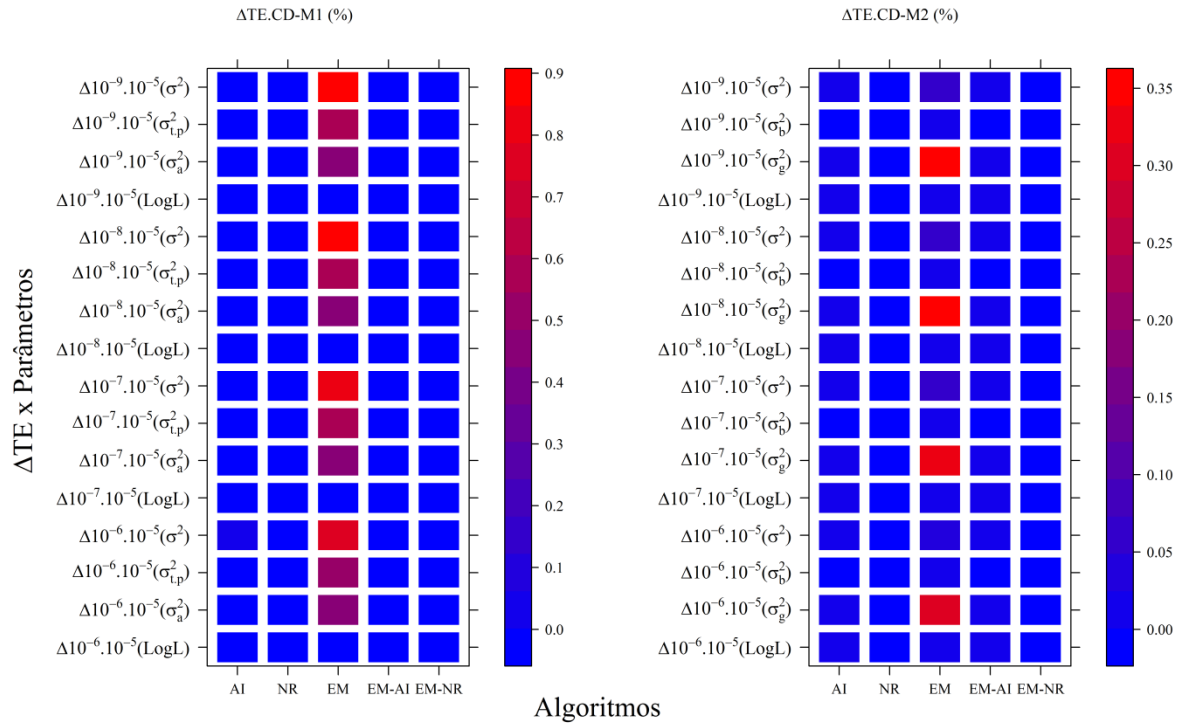 ΔTE.CD-M1 (%)
ΔTE x Parâmetros
Δ10⁻⁹.10⁻⁵(σ²)
Δ10⁻⁹.10⁻⁵(σ²ₜ.ₚ)
Δ10⁻⁹.10⁻⁵(σ²ₐ)
Δ10⁻⁹.10⁻⁵(LogL)
Δ10⁻⁸.10⁻⁵(σ²)
Δ10⁻⁸.10⁻⁵(σ²ₜ.ₚ)
Δ10⁻⁸.10⁻⁵(σ²ₐ)
Δ10⁻⁸.10⁻⁵(LogL)
Δ10⁻⁷.10⁻⁵(σ²)
Δ10⁻⁷.10⁻⁵(σ²ₜ.ₚ)
Δ10⁻⁷.10⁻⁵(σ²ₐ)
Δ10⁻⁷.10⁻⁵(LogL)
Δ10⁻⁶.10⁻⁵(σ²)
Δ10⁻⁶.10⁻⁵(σ²ₜ.ₚ)
Δ10⁻⁶.10⁻⁵(σ²ₐ)
Δ10⁻⁶.10⁻⁵(LogL)
AI NR EM EM-AI EM-NR
0.9
0.8
0.7
0.6
0.5
0.4
0.3
0.2
0.1
0.0
ΔTE.CD-M2 (%)
Δ10⁻⁹.10⁻⁵(σ²)
Δ10⁻⁹.10⁻⁵(σ²_b)
Δ10⁻⁹.10⁻⁵(σ²_g)
Δ10⁻⁹.10⁻⁵(LogL)
Δ10⁻⁸.10⁻⁵(σ²)
Δ10⁻⁸.10⁻⁵(σ²_b)
Δ10⁻⁸.10⁻⁵(σ²_g)
Δ10⁻⁸.10⁻⁵(LogL)
Δ10⁻⁷.10⁻⁵(σ²)
Δ10⁻⁷.10⁻⁵(σ²_b)
Δ10⁻⁷.10⁻⁵(σ²_g)
Δ10⁻⁷.10⁻⁵(LogL)
Δ10⁻⁶.10⁻⁵(σ²)
Δ10⁻⁶.10⁻⁵(σ²_b)
Δ10⁻⁶.10⁻⁵(σ²_g)
Δ10⁻⁶.10⁻⁵(LogL)
AI NR EM EM-AI EM-NR
0.35
0.30
0.25
0.20
0.15
0.10
0.05
0.00
Algoritmos